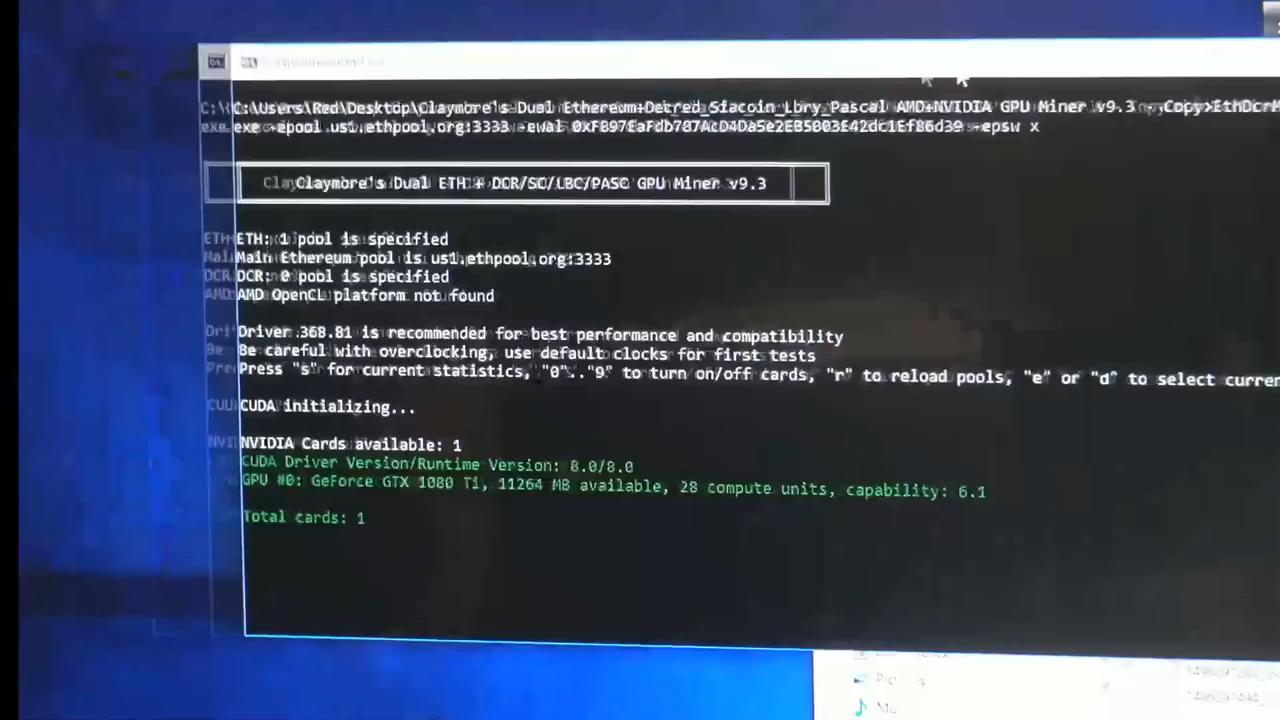 C:\Users\Red\Desktop\Claymore's Dual Ethereum+Decred_Siacoin_Lbry_Pascal AMD+NVIDIA GPU Miner v9.3 - Copy>EthDcrM
exe -epool us1.ethpool.org:3333 -ewal 0xFB97EaFdb787AcD4Da5e2EB5003E42dc1Ef86d39 -epsw x
Claymore's Dual ETH + DCR/SC/LBC/PASC GPU Miner v9.3
ETH: 1 pool is specified
Main Ethereum pool is us1.ethpool.org:3333
DCR: 0 pool is specified
AMD OpenCL platform not found
Driver 368.81 is recommended for best performance and compatibility
Be careful with overclocking, use default clocks for first tests
Press "s" for current statistics, "0".."9" to turn on/off cards, "r" to reload pools, "e" or "d" to select curren
CUDA initializing...
NVIDIA Cards available: 1
CUDA Driver Version/Runtime Version: 8.0/8.0
GPU #0: GeForce GTX 1080 Ti, 11264 MB available, 28 compute units, capability: 6.1
Total cards: 1